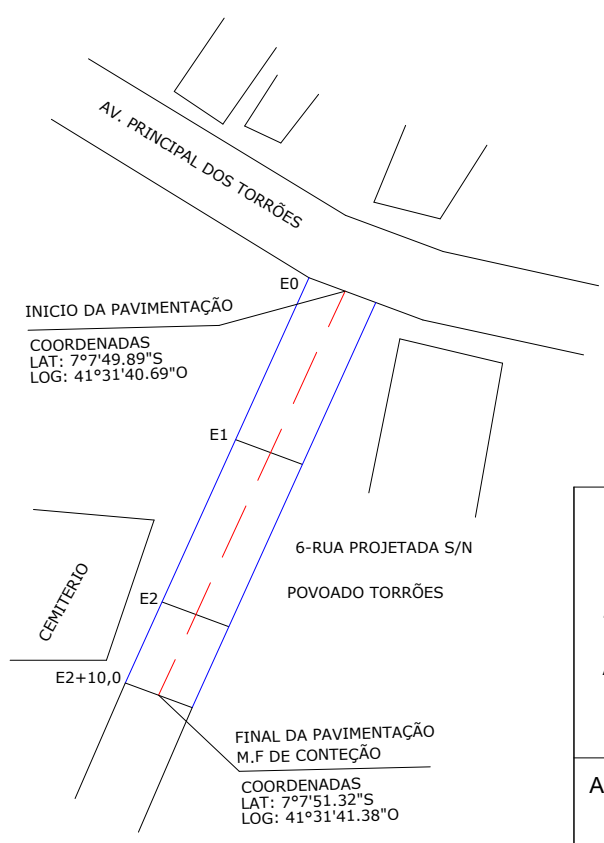 AV. PRINCIPAL DOS TORRÕES
E0
INICIO DA PAVIMENTAÇÃO
COORDENADAS
LAT: 7°7'49.89"S
LOG: 41°31'40.69"O
E1
6-RUA PROJETADA S/N
POVOADO TORRÕES
CEMITERIO
E2
E2+10,0
FINAL DA PAVIMENTAÇÃO
M.F DE CONTEÇÃO
COORDENADAS
LAT: 7°7'51.32"S
LOG: 41°31'41.38"O
A